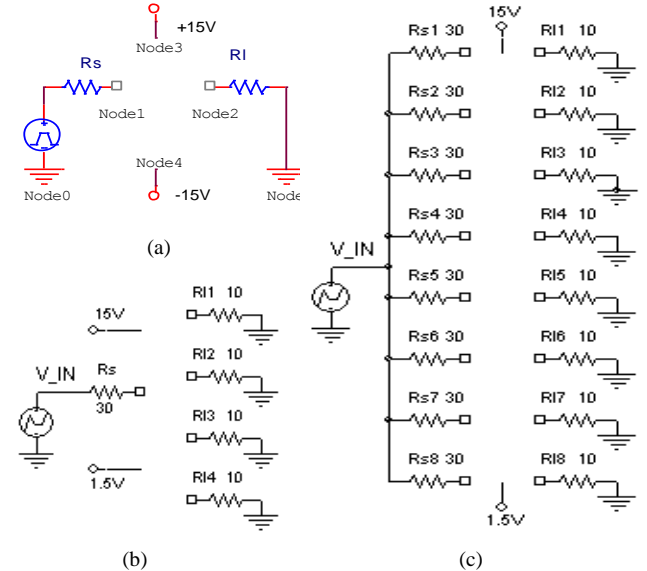 +15V
Node3
Rs
Rl
Node1
Node2
Node4
-15V
Node0
Node
(a)
Rl1 10
15V
Rl2 10
V_IN
Rs
30
Rl3 10
1.5V
Rl4 10
(b)
15V
Rs1 30
Rl1 10
Rs2 30
Rl2 10
Rs3 30
Rl3 10
Rs4 30
Rl4 10
V_IN
Rs5 30
Rl5 10
Rs6 30
Rl6 10
Rs7 30
Rl7 10
Rs8 30
Rl8 10
1.5V
(c)